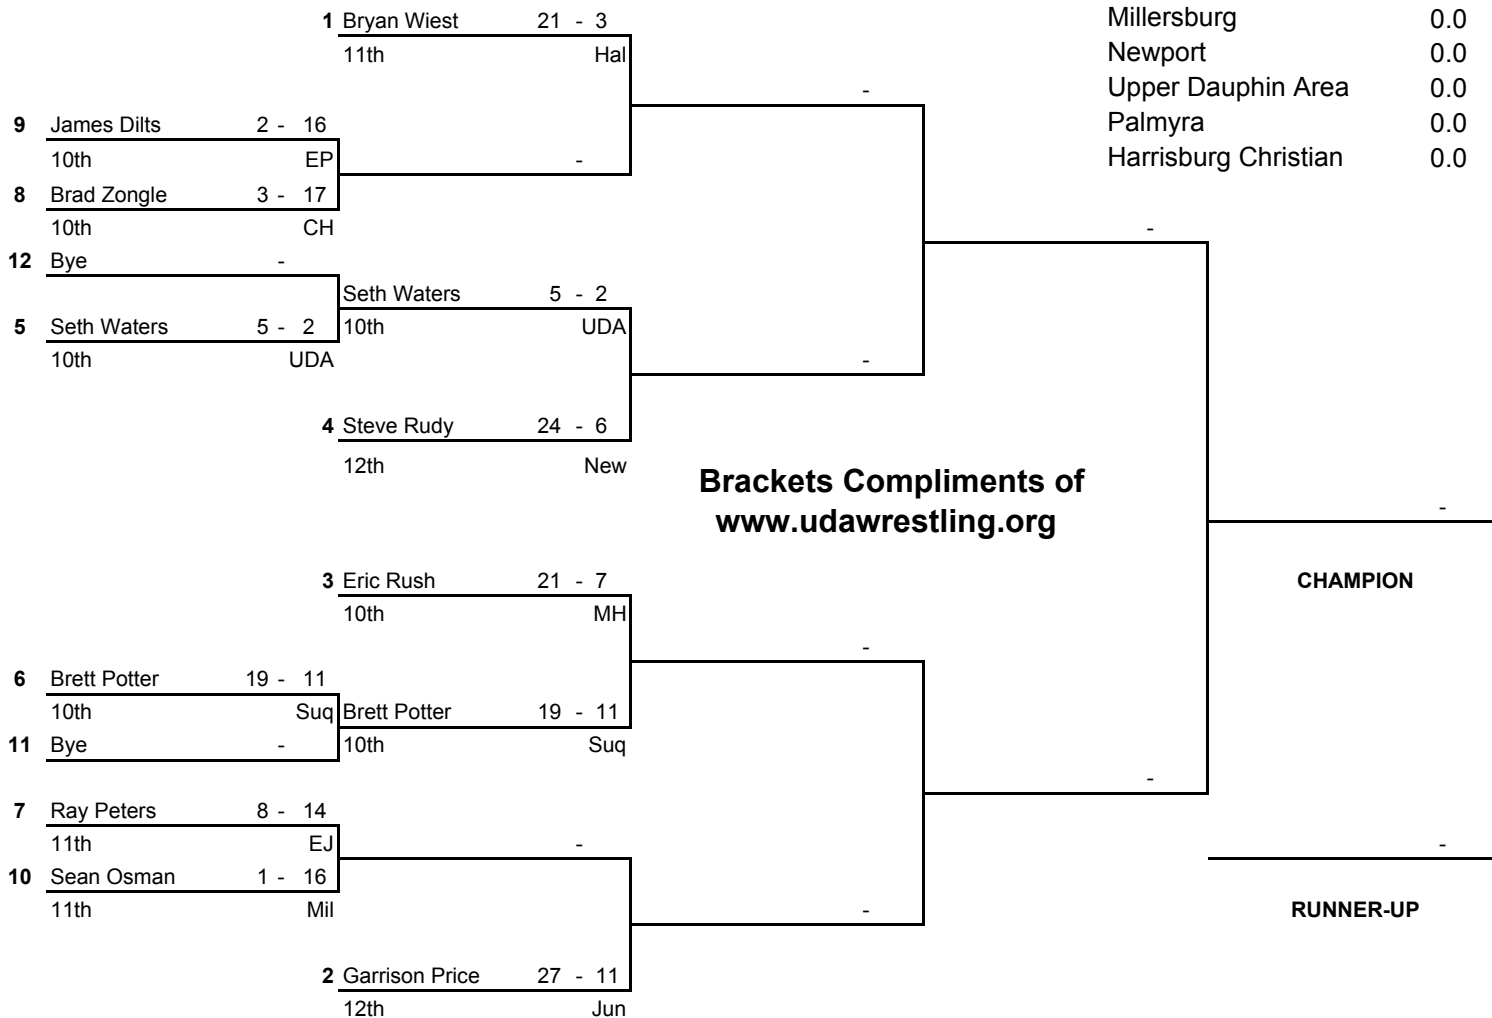 1 Bryan Wiest 21 - 3
11th Hal
Millersburg 0.0
Newport 0.0
Upper Dauphin Area 0.0
Palmyra 0.0
Harrisburg Christian 0.0
-
9 James Dilts 2 - 16
10th EP
-
8 Brad Zongle 3 - 17
10th CH
-
12 Bye -
Seth Waters 5 - 2
10th UDA
5 Seth Waters 5 - 2
10th UDA
-
4 Steve Rudy 24 - 6
12th New
Brackets Compliments of
www.udawrestling.org
-
CHAMPION
3 Eric Rush 21 - 7
10th MH
-
6 Brett Potter 19 - 11
10th Suq
Brett Potter 19 - 11
10th Suq
11 Bye -
-
7 Ray Peters 8 - 14
11th EJ
-
-
10 Sean Osman 1 - 16
11th Mil
-
RUNNER-UP
2 Garrison Price 27 - 11
12th Jun